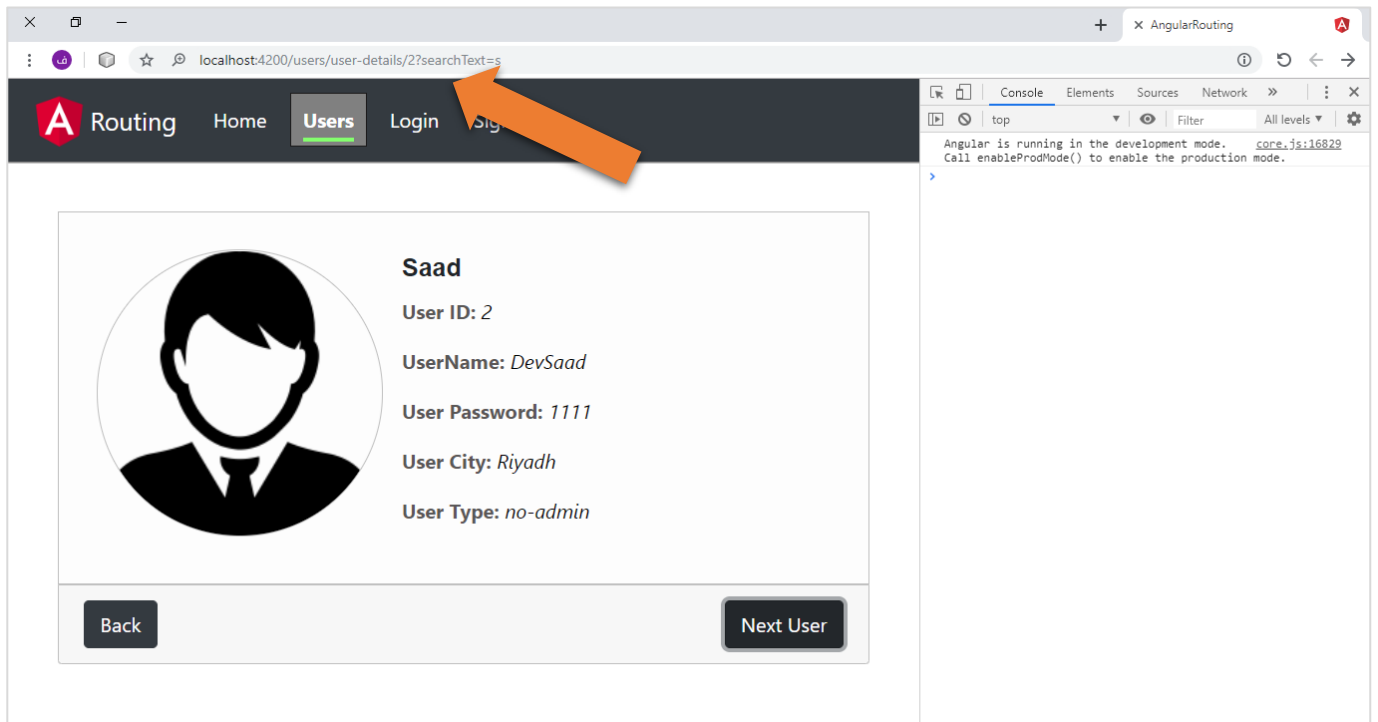 AngularRouting
localhost:4200/users/user-details/2?searchText=s
ف
A Routing Home Users Login
Console Elements Sources Network
top Filter All levels
Angular is running in the development mode. core.js:16829
Call enableProdMode() to enable the production mode.
Saad
User ID: 2
UserName: DevSaad
User Password: 1111
User City: Riyadh
User Type: no-admin
Back Next User